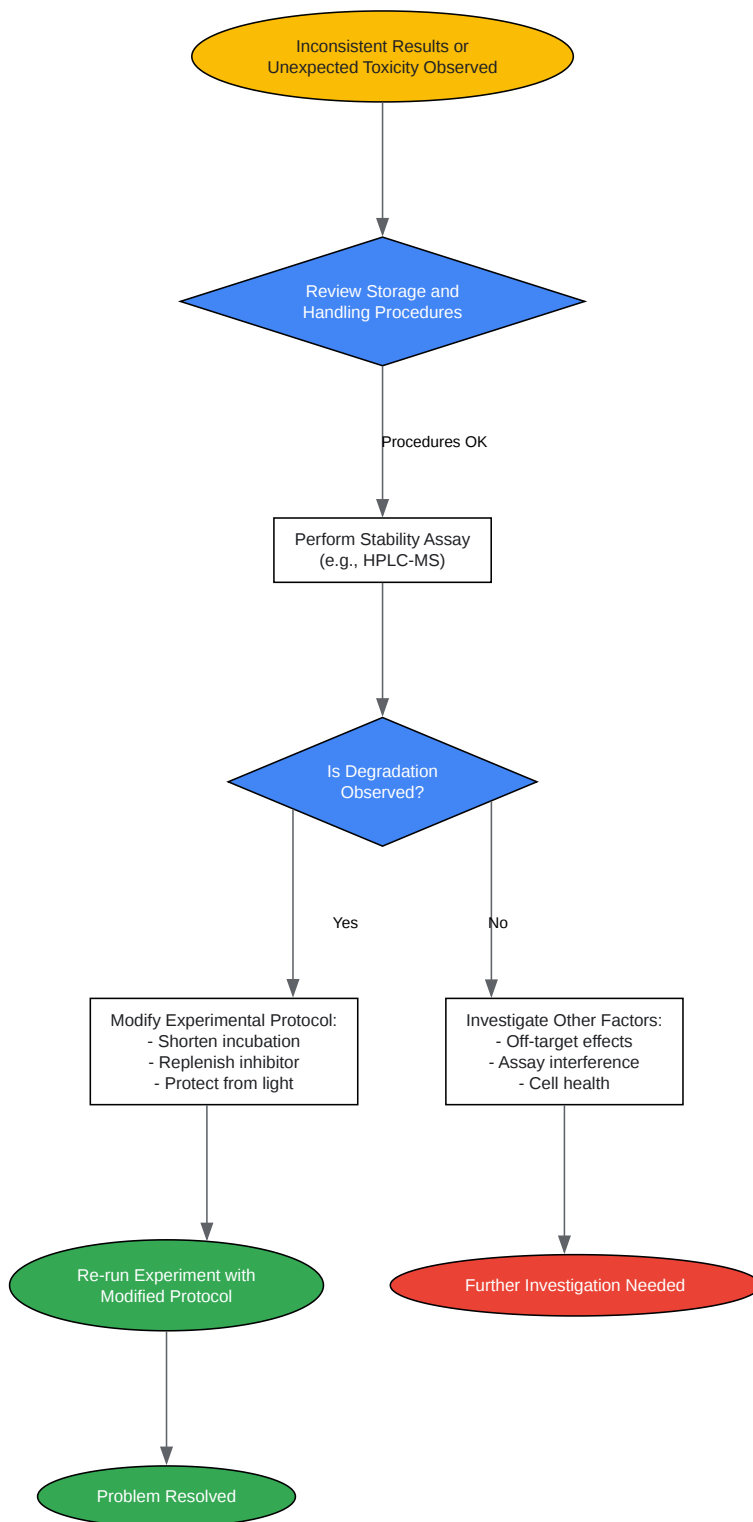 Inconsistent Results or
Unexpected Toxicity Observed
Review Storage and
Handling Procedures
Procedures OK
Perform Stability Assay
(e.g., HPLC-MS)
Is Degradation
Observed?
Yes
No
Modify Experimental Protocol:
- Shorten incubation
- Replenish inhibitor
- Protect from light
Investigate Other Factors:
- Off-target effects
- Assay interference
- Cell health
Re-run Experiment with
Modified Protocol
Further Investigation Needed
Problem Resolved